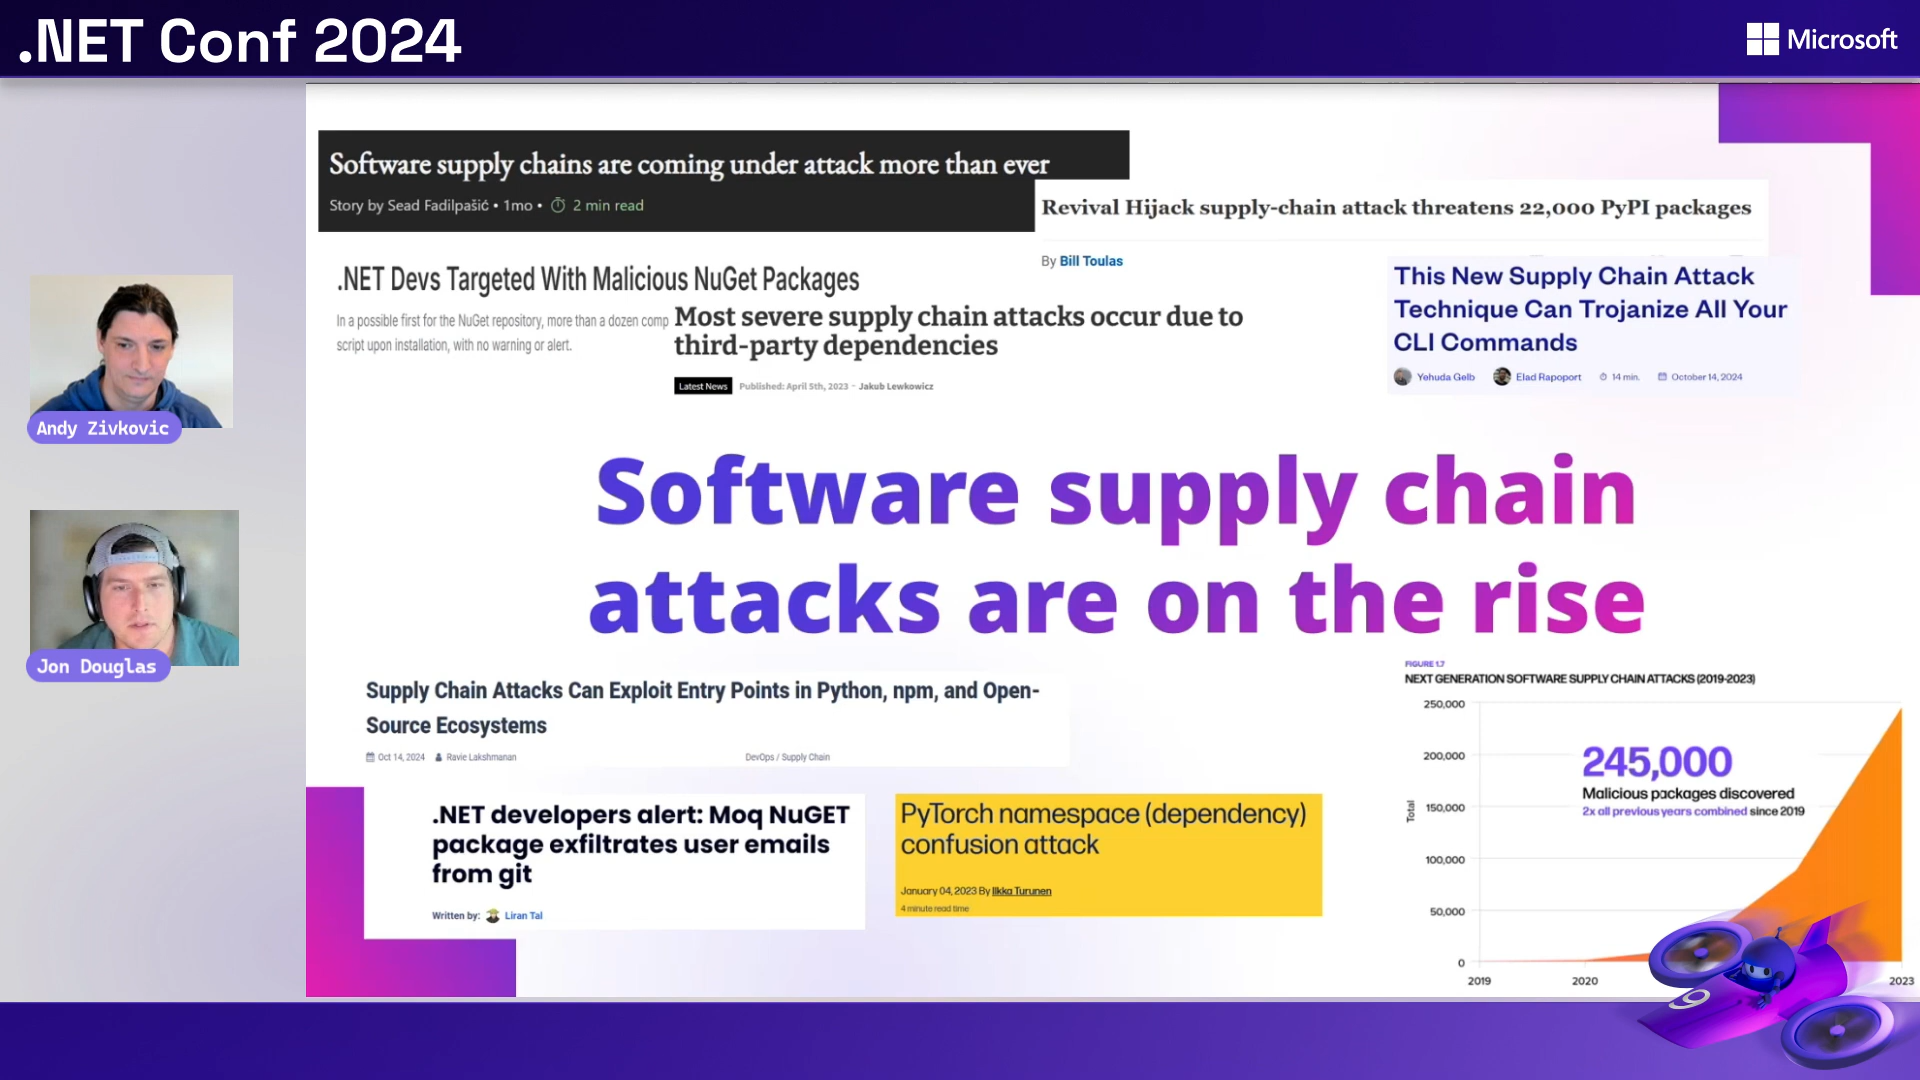 .NET Conf 2024
Microsoft
Software supply chains are coming under attack more than ever
Story by Sead Fadilpašić • 1mo • 2 min read
Revival Hijack supply-chain attack threatens 22,000 PyPI packages
By Bill Toulas
.NET Devs Targeted With Malicious NuGet Packages
In a possible first for the NuGet repository, more than a dozen comp
script upon installation, with no warning or alert.
Most severe supply chain attacks occur due to
third-party dependencies
Latest News Published: April 5th, 2023 - Jakub Lewkowicz
This New Supply Chain Attack
Technique Can Trojanize All Your
CLI Commands
Yehuda Gelb Elad Rapoport 14 min. October 14, 2024
Andy Zivkovic
Jon Douglas
Software supply chain
attacks are on the rise
Supply Chain Attacks Can Exploit Entry Points in Python, npm, and Open-
Source Ecosystems
Oct 14, 2024 Ravie Lakshmanan DevOps / Supply Chain
.NET developers alert: Moq NuGET
package exfiltrates user emails
from git
Written by: Liran Tal
PyTorch namespace (dependency)
confusion attack
January 04, 2023 By Ilkka Turunen
4 minute read time
FIGURE 1.7
NEXT GENERATION SOFTWARE SUPPLY CHAIN ATTACKS (2019-2023)
250,000
200,000
150,000
100,000
50,000
0
Total
245,000
Malicious packages discovered
2x all previous years combined since 2019
2019
2020
2023
9